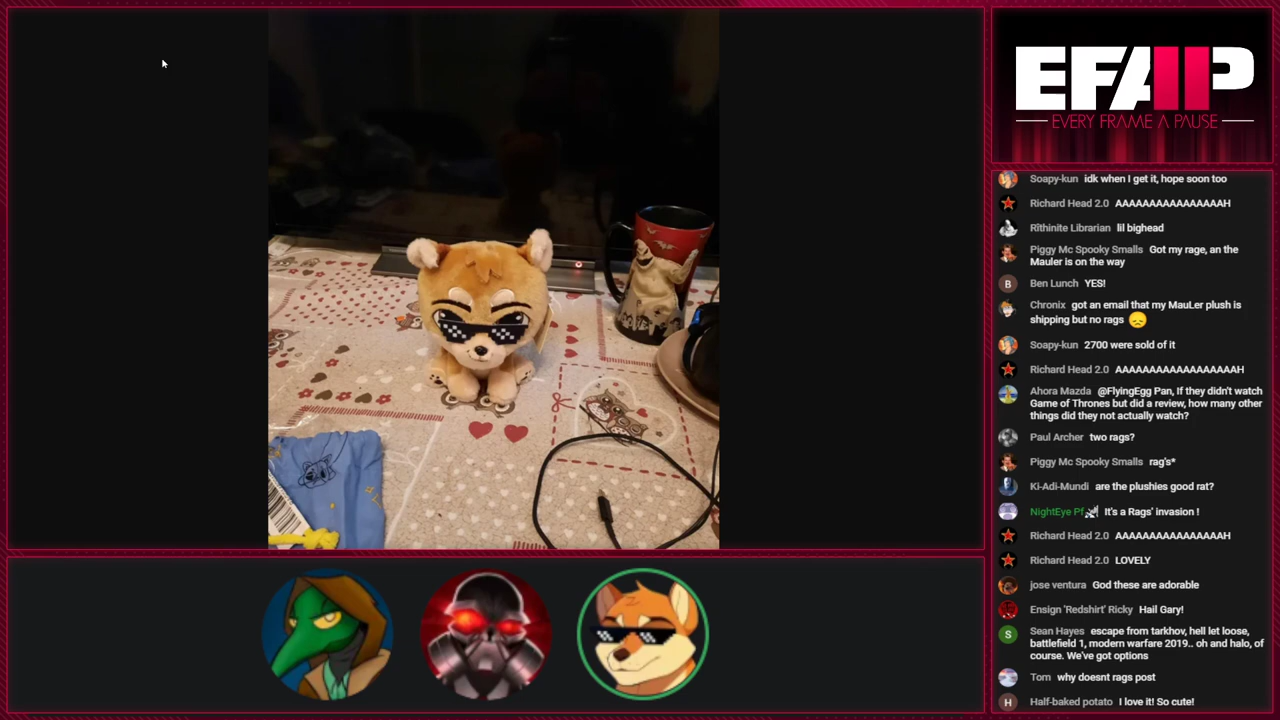 EFAP
EVERY FRAME A PAUSE
Soapy-kun idk when I get it, hope soon too
Richard Head 2.0 AAAAAAAAAAAAAAAAH
Rîthinite Librarian lil bighead
Piggy Mc Spooky Smalls Got my rage, an the
Mauler is on the way
B
Ben Lunch YES!
Chronix got an email that my MauLer plush is
shipping but no rags
Soapy-kun 2700 were sold of it
Richard Head 2.0 AAAAAAAAAAAAAAAAAAH
Ahora Mazda @FlyingEgg Pan, If they didn't watch
Game of Thrones but did a review, how many other
things did they not actually watch?
Paul Archer two rags?
Piggy Mc Spooky Smalls rag's*
Ki-Adi-Mundi are the plushies good rat?
NightEye Pf It's a Rags' invasion !
Richard Head 2.0 AAAAAAAAAAAAAAAAH
Richard Head 2.0 LOVELY
jose ventura God these are adorable
Ensign 'Redshirt' Ricky Hail Gary!
S
Sean Hayes escape from tarkhov, hell let loose,
battlefield 1, modern warfare 2019.. oh and halo, of
course. We've got options
Tom why doesnt rags post
H
Half-baked potato I love it! So cute!